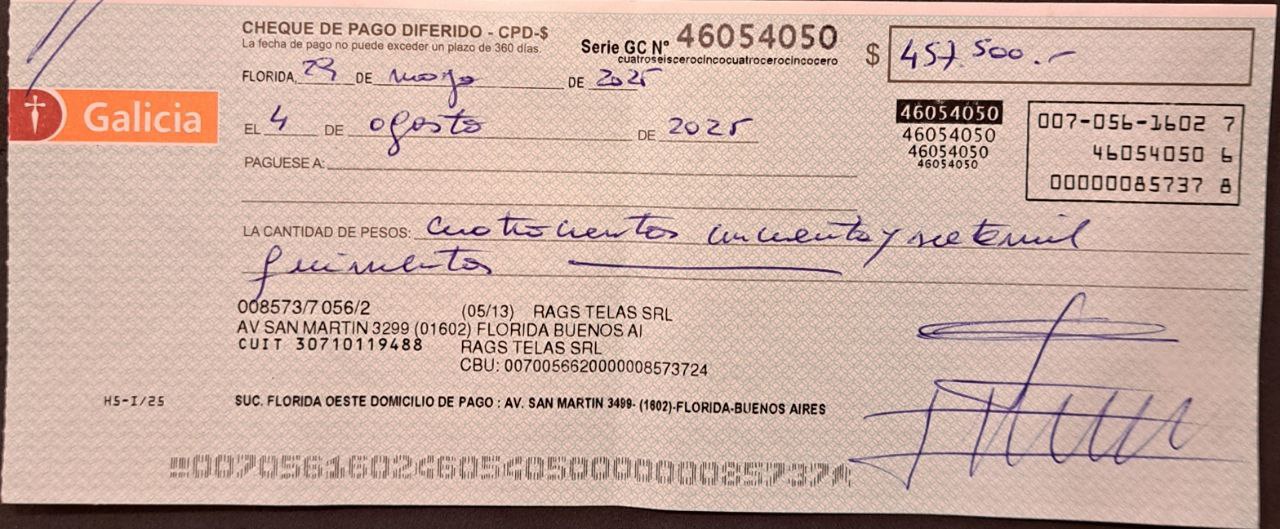 CHEQUE DE PAGO DIFERIDO - CPD-$
La fecha de pago no puede exceder un plazo de 360 días.
Serie GC Nº 46054050
cuatroseiscerocincocuatrocerocincocero
$ 457.500.-
FLORIDA, 29 DE mayo DE 2025
Galicia
EL 4 DE agosto DE 2025
PAGUESE A:
46054050
46054050
46054050
46054050
007-056-1602 7
46054050 6
00000085737 8
LA CANTIDAD DE PESOS: cuatrocientos cincuenta y siete mil
quinientos
008573/7 056/2 (05/13) RAGS TELAS SRL
AV SAN MARTIN 3299 (01602) FLORIDA BUENOS AI
CUIT 30710119488 RAGS TELAS SRL
CBU: 0070056620000008573724
HS-I/25
SUC. FLORIDA OESTE DOMICILIO DE PAGO : AV. SAN MARTIN 3499- (1602)-FLORIDA-BUENOS AIRES